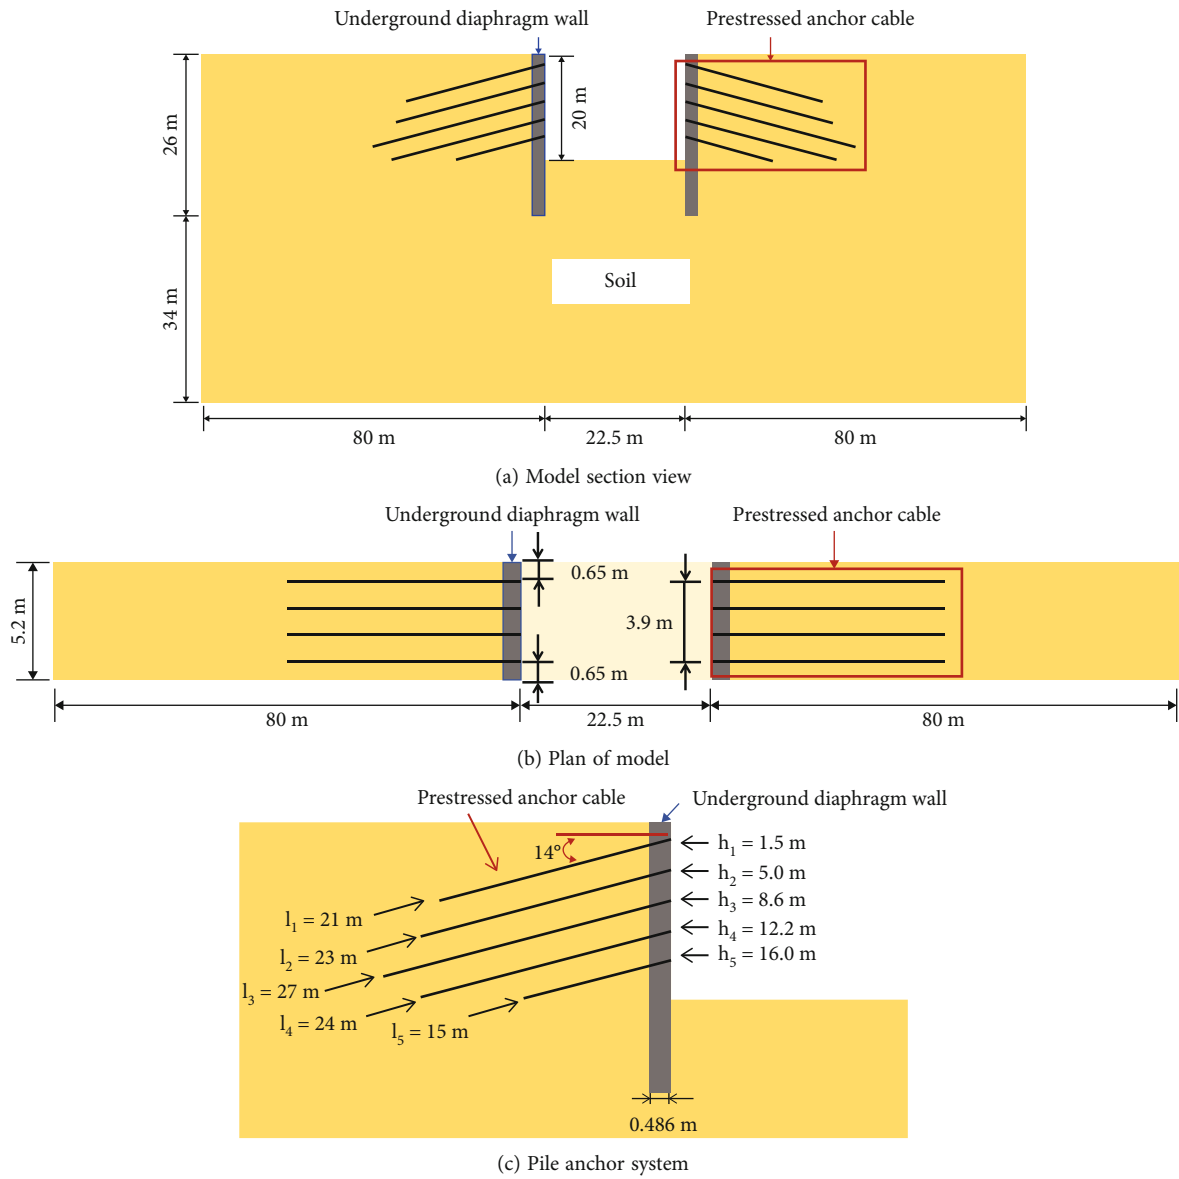 Underground diaphragm wall
Prestressed anchor cable
26 m
20 m
34 m
Soil
80 m
22.5 m
80 m
(a) Model section view
Underground diaphragm wall
Prestressed anchor cable
5.2 m
0.65 m
3.9 m
0.65 m
80 m
22.5 m
80 m
(b) Plan of model
Prestressed anchor cable
Underground diaphragm wall
14°
h1 = 1.5 m
h2 = 5.0 m
h3 = 8.6 m
h4 = 12.2 m
h5 = 16.0 m
l1 = 21 m
l2 = 23 m
l3 = 27 m
l4 = 24 m
l5 = 15 m
0.486 m
(c) Pile anchor system